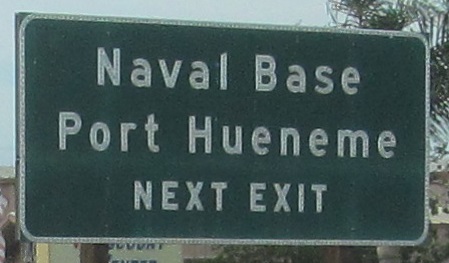 Naval Base
Port Hueneme
NEXT EXIT